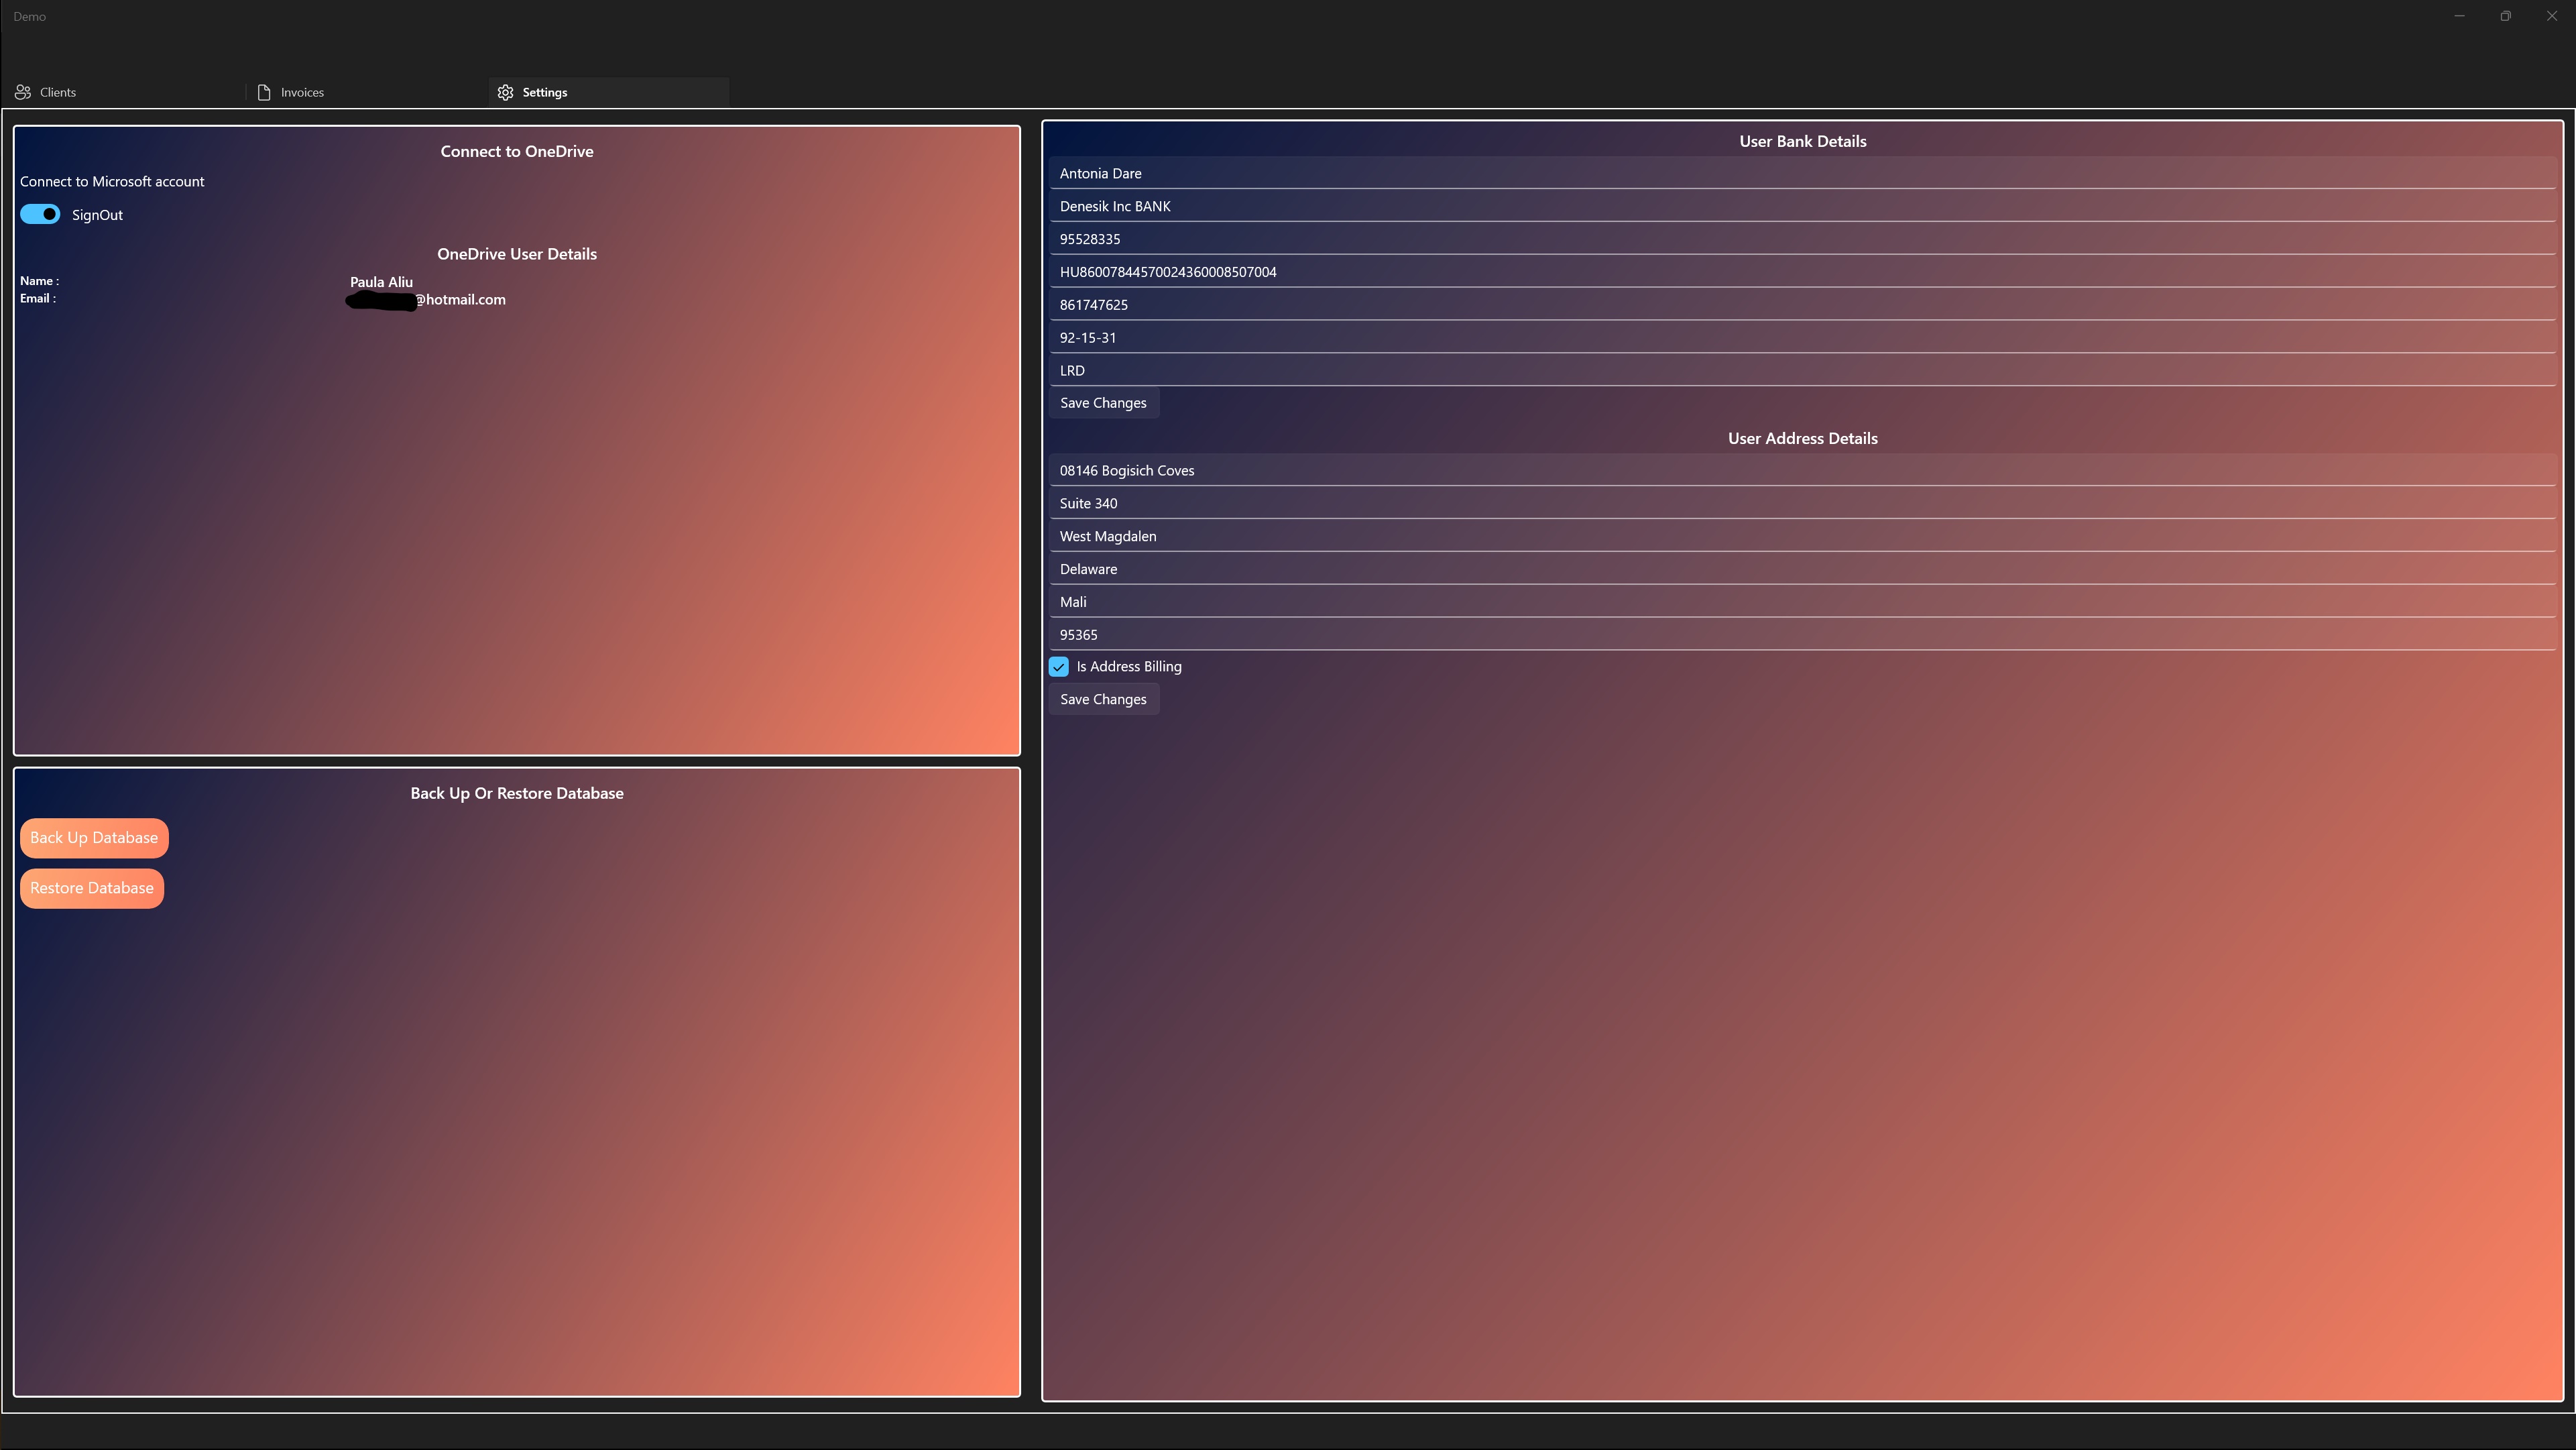 Demo
Clients
Invoices
Settings
Connect to OneDrive
Connect to Microsoft account
SignOut
OneDrive User Details
Name : Paula Aliu
Email : @hotmail.com
Back Up Or Restore Database
Back Up Database
Restore Database
User Bank Details
Antonia Dare
Denesik Inc BANK
95528335
HU86007844570024360008507004
861747625
92-15-31
LRD
Save Changes
User Address Details
08146 Bogisich Coves
Suite 340
West Magdalen
Delaware
Mali
95365
Is Address Billing
Save Changes